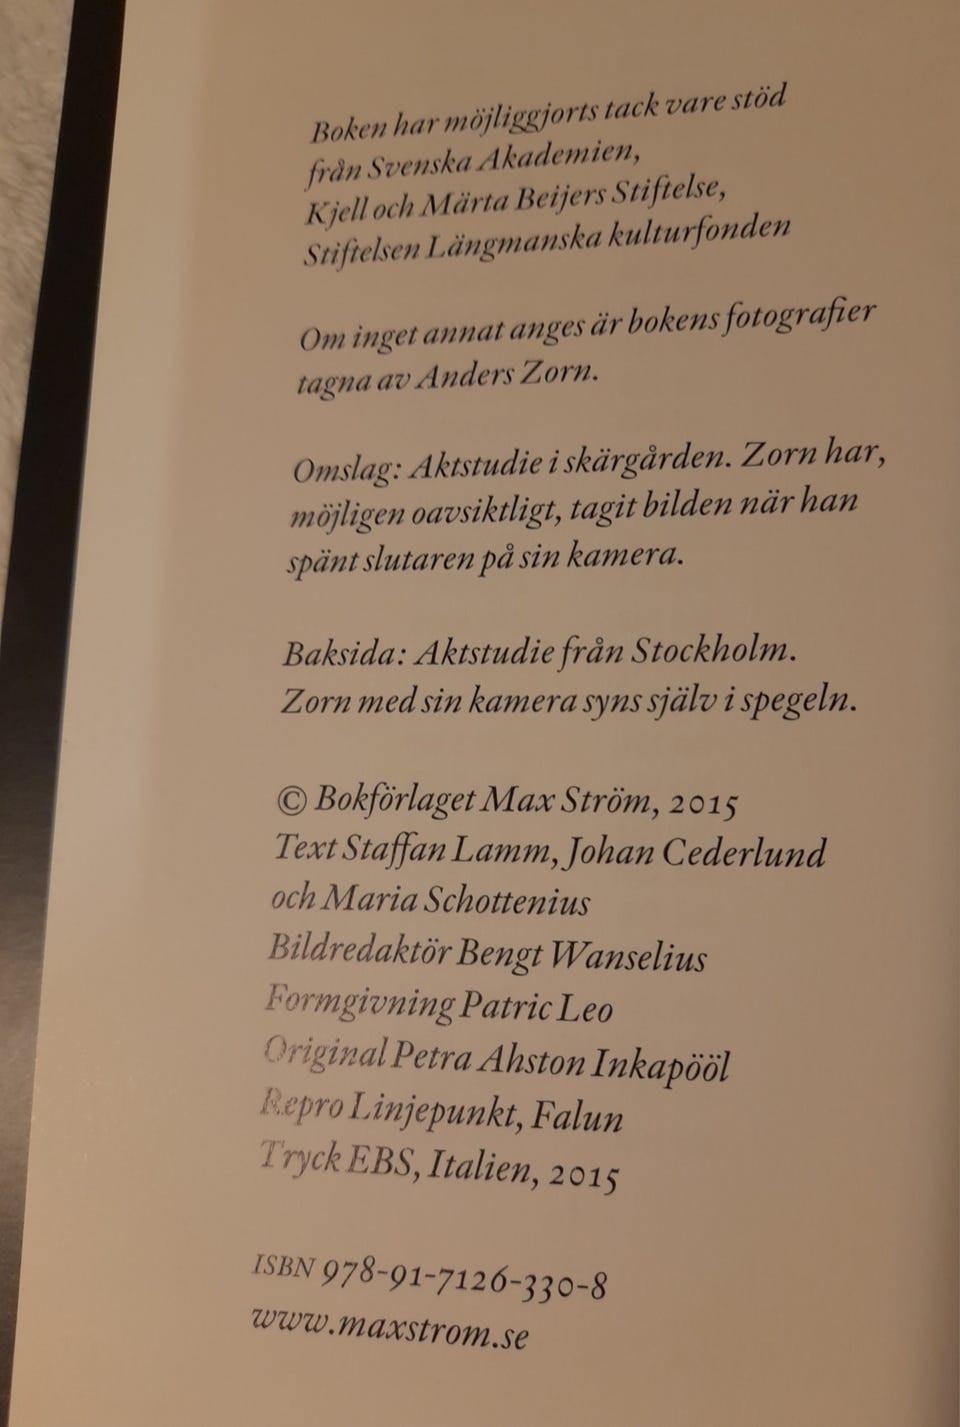 Boken har möjliggjorts tack vare stöd
från Svenska Akademien,
Kjell och Märta Beijers Stiftelse,
Stiftelsen Längmanska kulturfonden
Om inget annat anges är bokens fotografier
tagna av Anders Zorn.
Omslag: Aktstudie i skärgården. Zorn har,
möjligen oavsiktligt, tagit bilden när han
spänt slutaren på sin kamera.
Baksida: Aktstudie från Stockholm.
Zorn med sin kamera syns själv i spegeln.
© Bokförlaget Max Ström, 2015
Text Staffan Lamm, Johan Cederlund
och Maria Schottenius
Bildredaktör Bengt Wanselius
Formgivning Patric Leo
Original Petra Ahston Inkapööl
Repro Linjepunkt, Falun
Tryck EBS, Italien, 2015
ISBN 978-91-7126-330-8
www.maxstrom.se